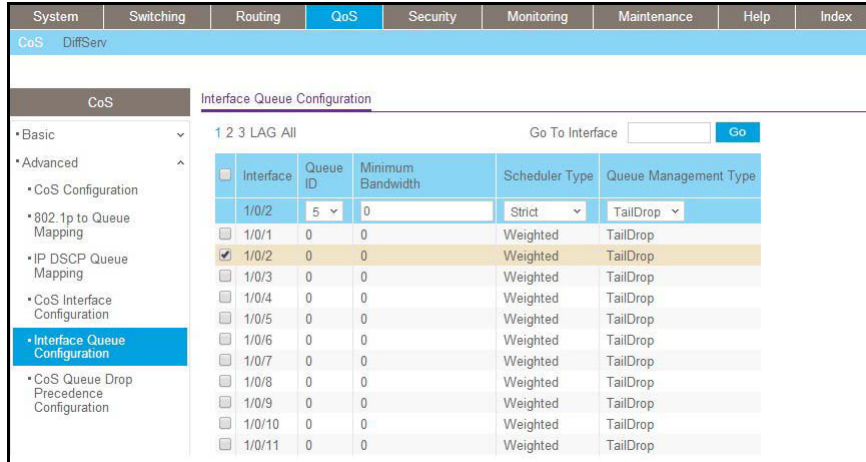 System Switching Routing QoS Security Monitoring Maintenance Help Index
CoS DiffServ
CoS
Basic
Advanced
CoS Configuration
802.1p to Queue
Mapping
IP DSCP Queue
Mapping
CoS Interface
Configuration
Interface Queue
Configuration
CoS Queue Drop
Precedence
Configuration
Interface Queue Configuration
1 2 3 LAG All Go To Interface Go
Interface Queue ID Minimum Bandwidth Scheduler Type Queue Management Type
1/0/2 5 0 Strict TailDrop
1/0/1 0 0 Weighted TailDrop
1/0/2 0 0 Weighted TailDrop
1/0/3 0 0 Weighted TailDrop
1/0/4 0 0 Weighted TailDrop
1/0/5 0 0 Weighted TailDrop
1/0/6 0 0 Weighted TailDrop
1/0/7 0 0 Weighted TailDrop
1/0/8 0 0 Weighted TailDrop
1/0/9 0 0 Weighted TailDrop
1/0/10 0 0 Weighted TailDrop
1/0/11 0 0 Weighted TailDrop